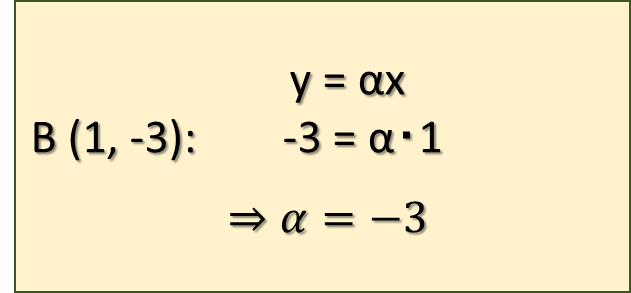 y = αx
B (1, -3): -3 = α·1
⇒ α = −3